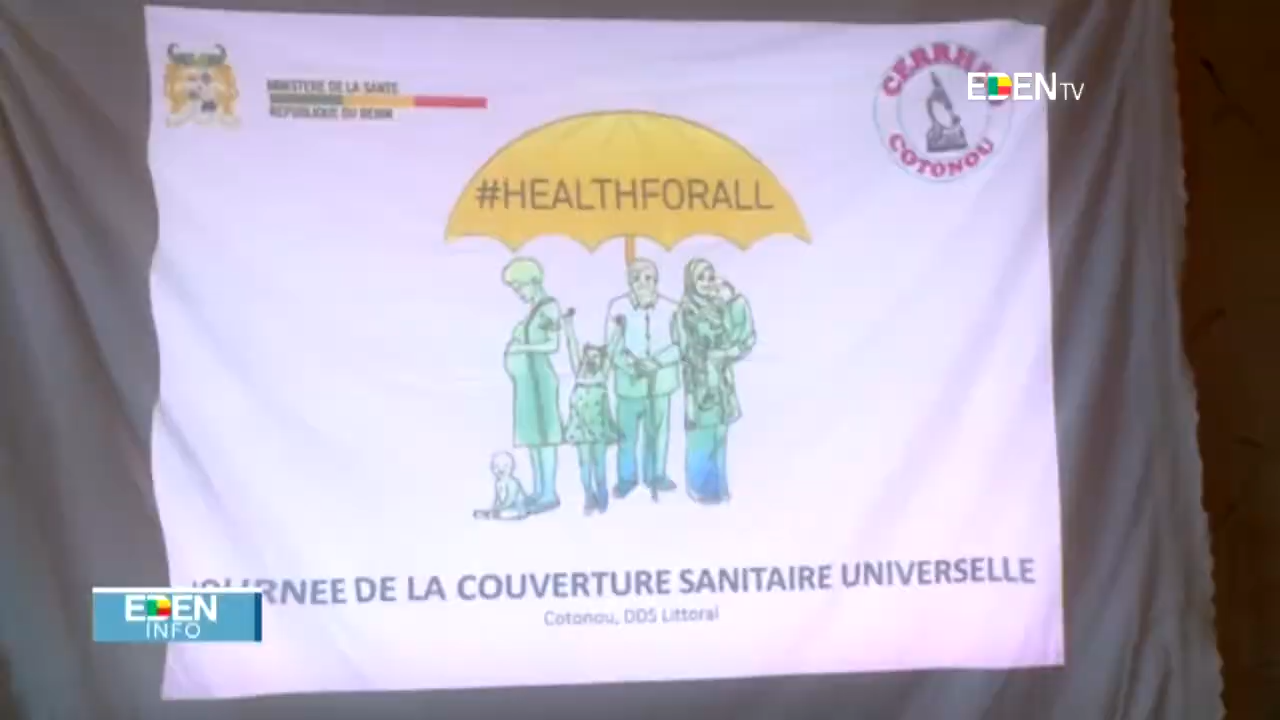 MINISTERE DE LA SANTE
REPUBLIQUE DU BENIN
COTONOU
EDEN TV
#HEALTHFORALL
JOURNEE DE LA COUVERTURE SANITAIRE UNIVERSELLE
Cotonou, DDS Littoral
EDEN
INFO